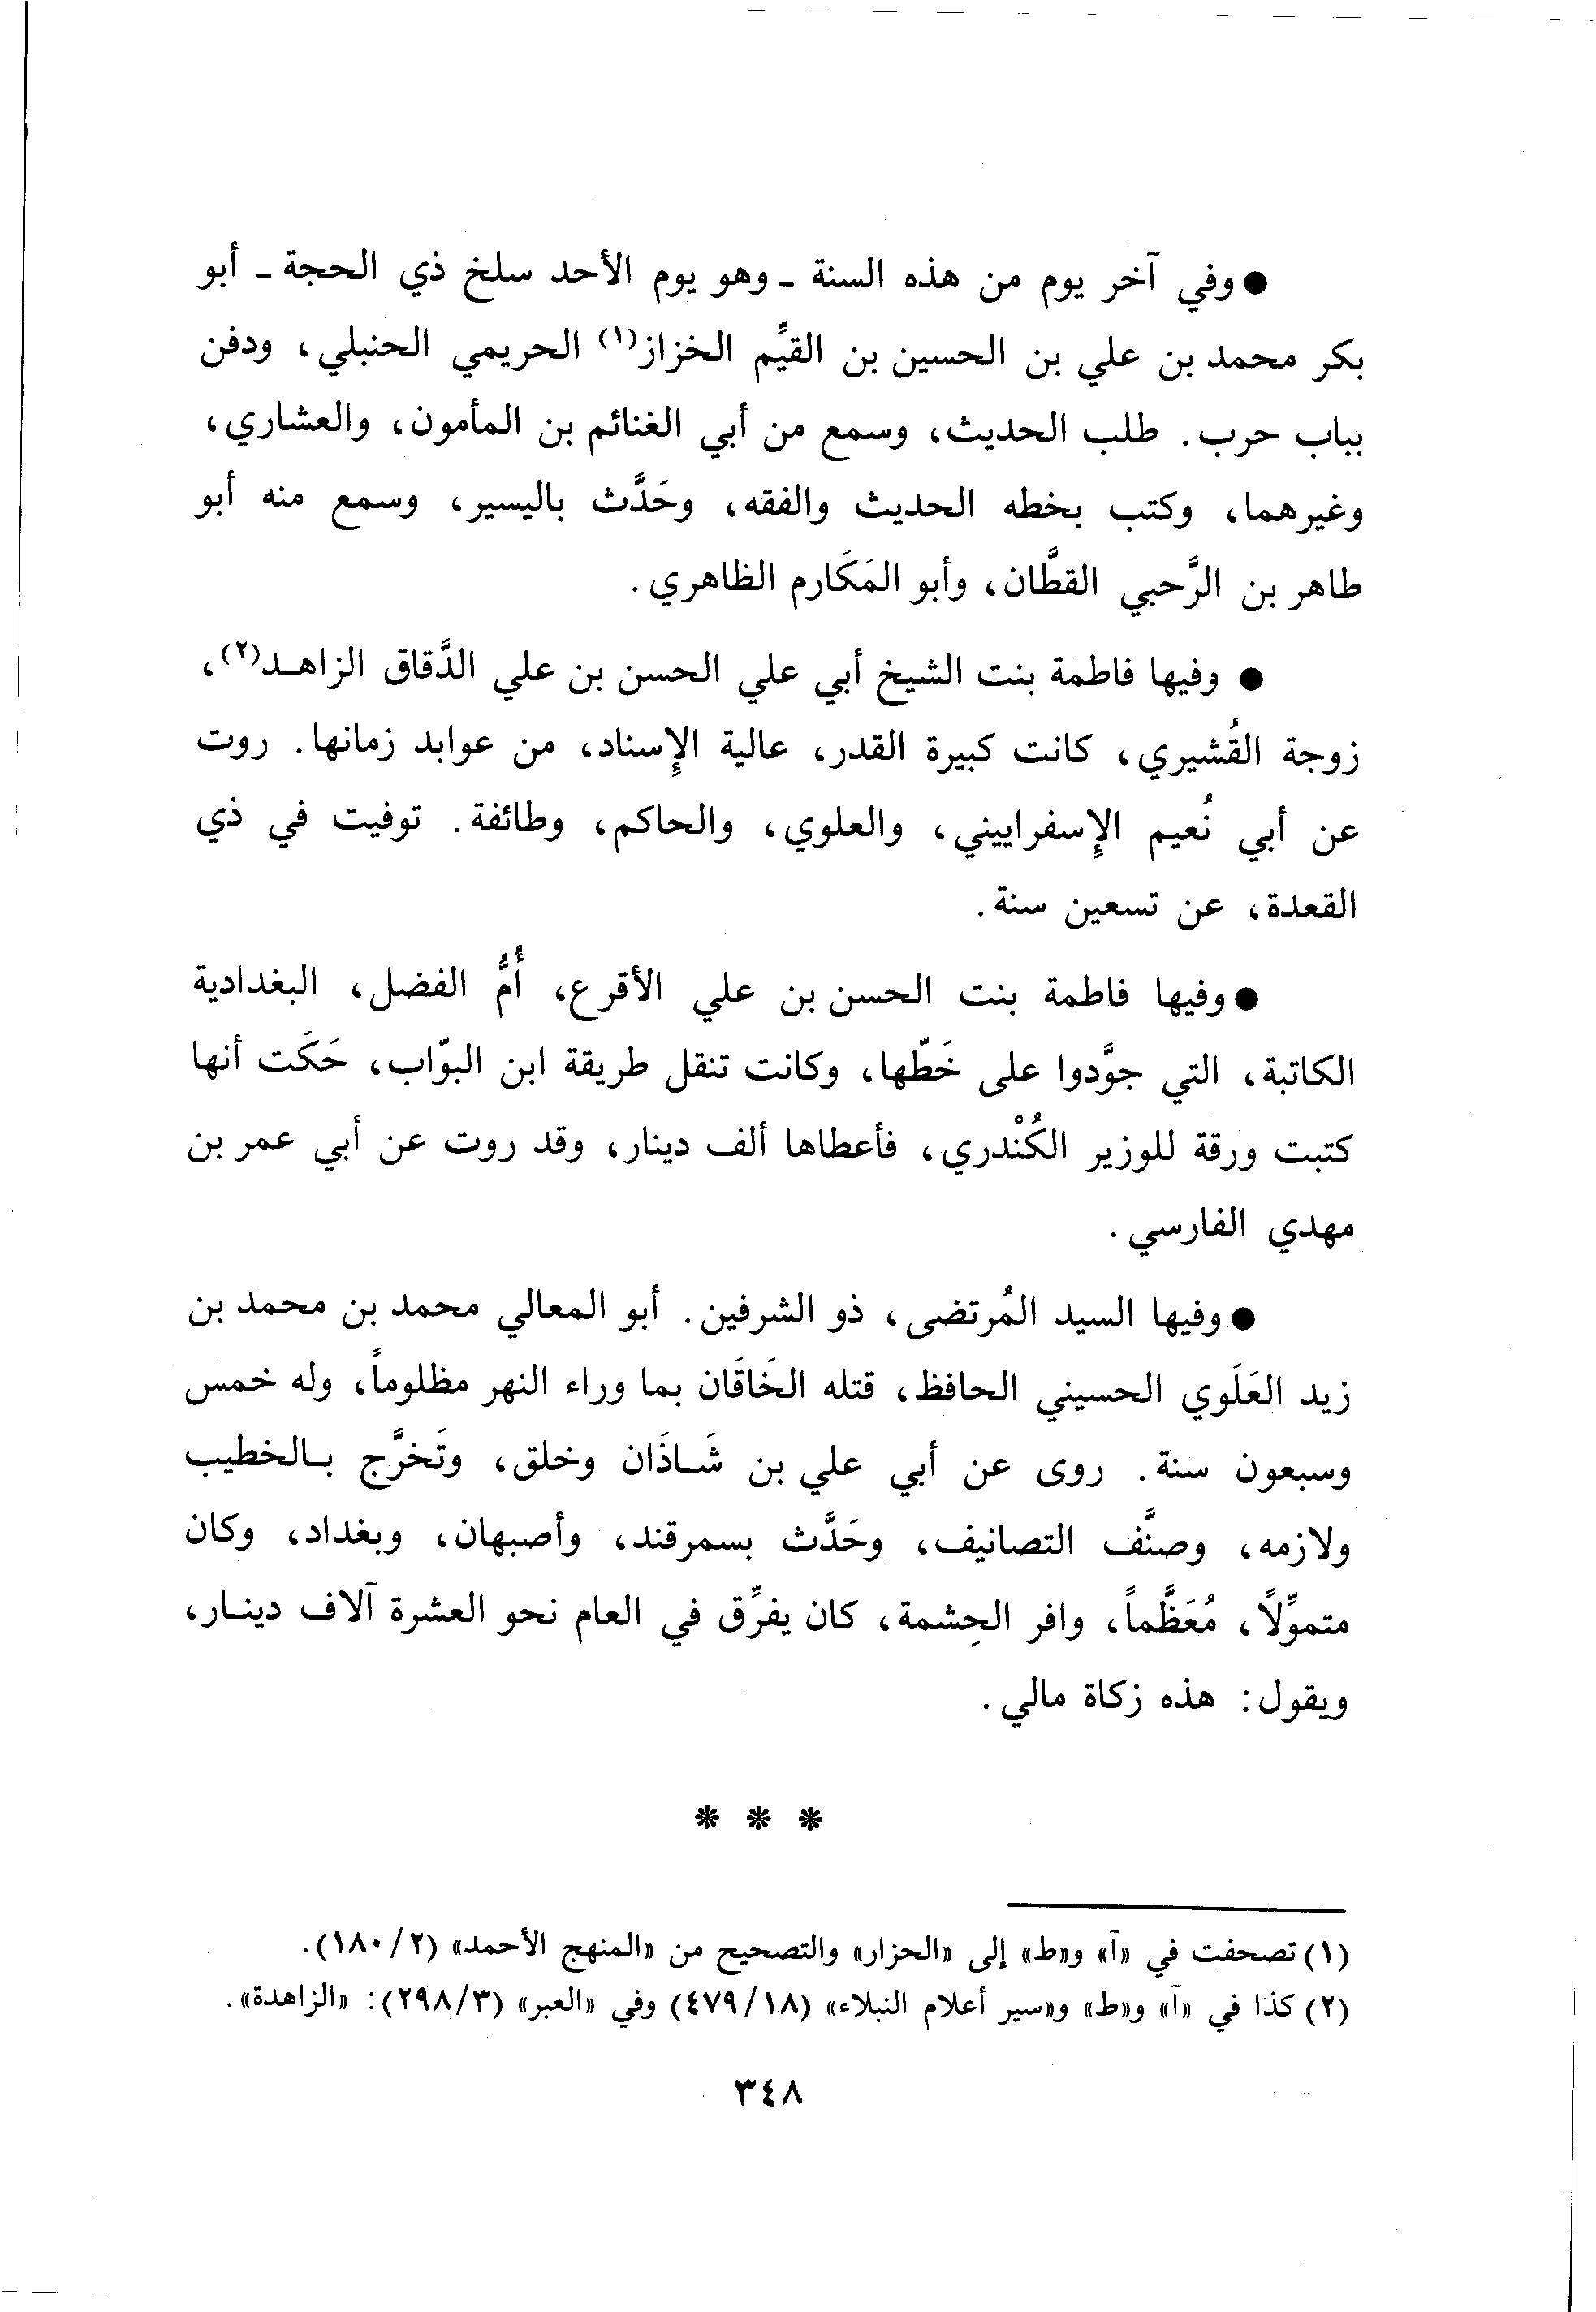 ● وفي آخر يوم من هذه السنة ـ وهو يوم الأحد سلخ ذي الحجة ـ أبو
بكر محمد بن علي بن الحسين بن القيِّم الخزاز(١) الحريمي الحنبلي، ودفن
بباب حرب. طلب الحديث، وسمع من أبي الغنائم بن المأمون، والعشاري،
وغيرهما، وكتب بخطه الحديث والفقه، وحَدَّث باليسير، وسمع منه أبو
طاهر بن الرَّحبي القطَّان، وأبو المَكَارم الظاهري.
● وفيها فاطمة بنت الشيخ أبي علي الحسن بن علي الدَّقاق الزاهـد(٢)،
زوجة القُشيري، كانت كبيرة القدر، عالية الإِسناد، من عوابد زمانها. روت
عن أبي نُعيم الإِسفراييني، والعلوي، والحاكم، وطائفة. توفيت في ذي
القعدة، عن تسعين سنة.
● وفيها فاطمة بنت الحسن بن علي الأقرع، أُمُّ الفضل، البغدادية
الكاتبة، التي جوَّدوا على خَطّها، وكانت تنقل طريقة ابن البوّاب، حَكَت أنها
كتبت ورقة للوزير الكُنْدري، فأعطاها ألف دينار، وقد روت عن أبي عمر بن
مهدي الفارسي.
● وفيها السيد المُرتضى، ذو الشرفين. أبو المعالي محمد بن محمد بن
زيد العَلَوي الحسيني الحافظ، قتله الخَاقَان بما وراء النهر مظلوماً، وله خمس
وسبعون سنة. روى عن أبي علي بن شَـاذَان وخلق، وتَخرَّج بـالخطيب
ولازمه، وصنَّف التصانيف، وحَدَّث بسمرقند، وأصبهان، وبغداد، وكان
متموِّلاً، مُعَظَّماً، وافر الحِشمة، كان يفرِّق في العام نحو العشرة آلاف دينـار،
ويقول: هذه زكاة مالي.
* * *
(١) تصحفت في «آ» و«ط» إلى «الحزار» والتصحيح من «المنهج الأحمد» (٢/ ١٨٠).
(٢) كذا في «آ» و«ط» و«سير أعلام النبلاء» (١٨/ ٤٧٩) وفي «العبر» (٣/ ٢٩٨): «الزاهدة».
٣٤٨